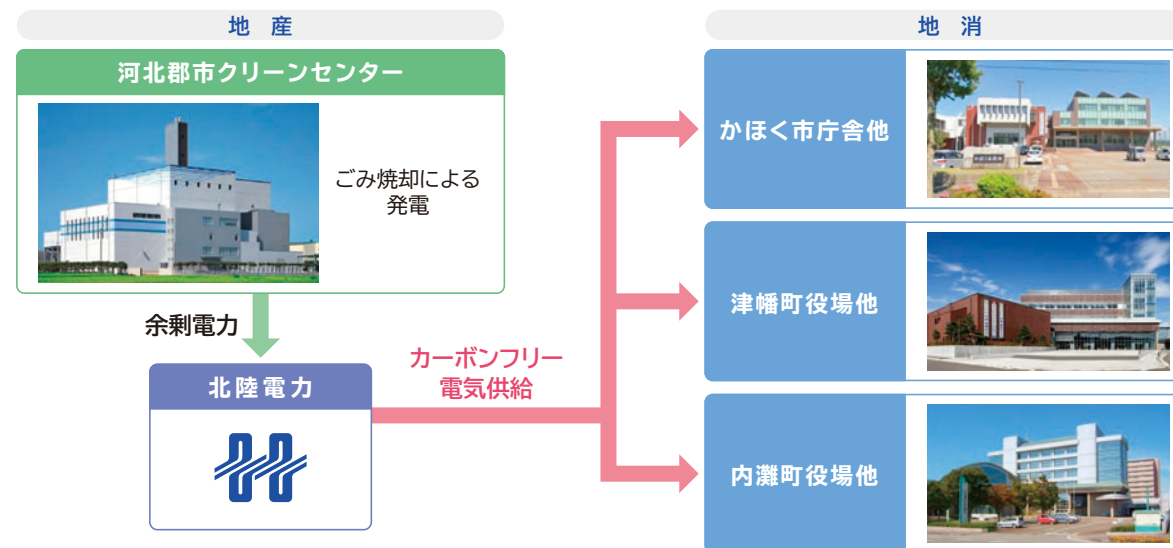 地産
河北郡市クリーンセンター
ごみ焼却による
発電
余剰電力
北陸電力
カーボンフリー
電気供給
地消
かほく市庁舎他
津幡町役場他
内灘町役場他